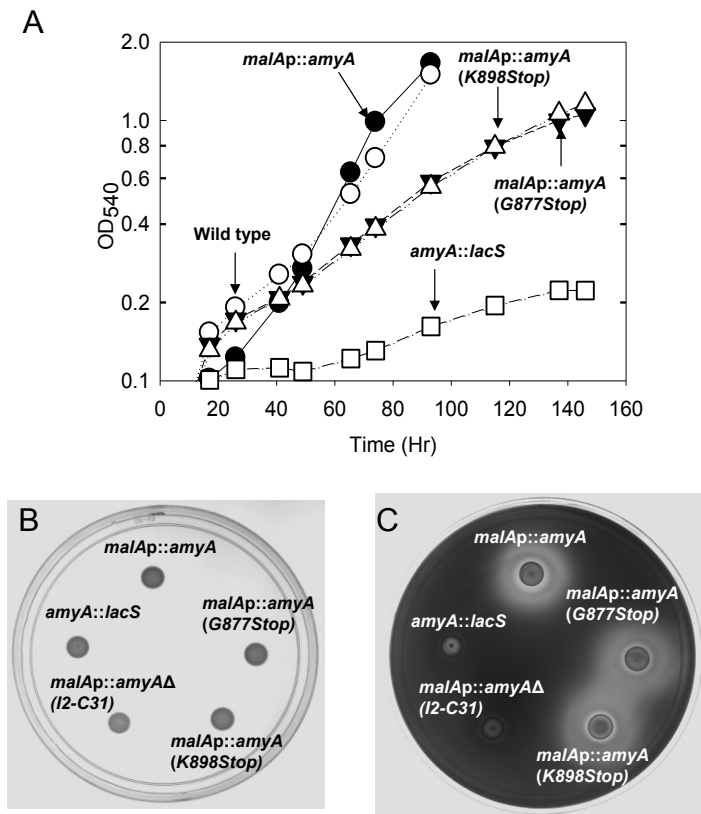 A
OD540
2.0
1.0
0.8
0.6
0.4
0.2
0.1
0 20 40 60 80 100 120 140 160
Time (Hr)
malAp::amyA
malAp::amyA
(K898Stop)
Wild type
malAp::amyA
(G877Stop)
amyA::lacS
B
malAp::amyA
amyA::lacS
malAp::amyA
(G877Stop)
malAp::amyAΔ
(I2-C31)
malAp::amyA
(K898Stop)
C
malAp::amyA
malAp::amyA
(G877Stop)
amyA::lacS
malAp::amyAΔ
(I2-C31)
malAp::amyA
(K898Stop)